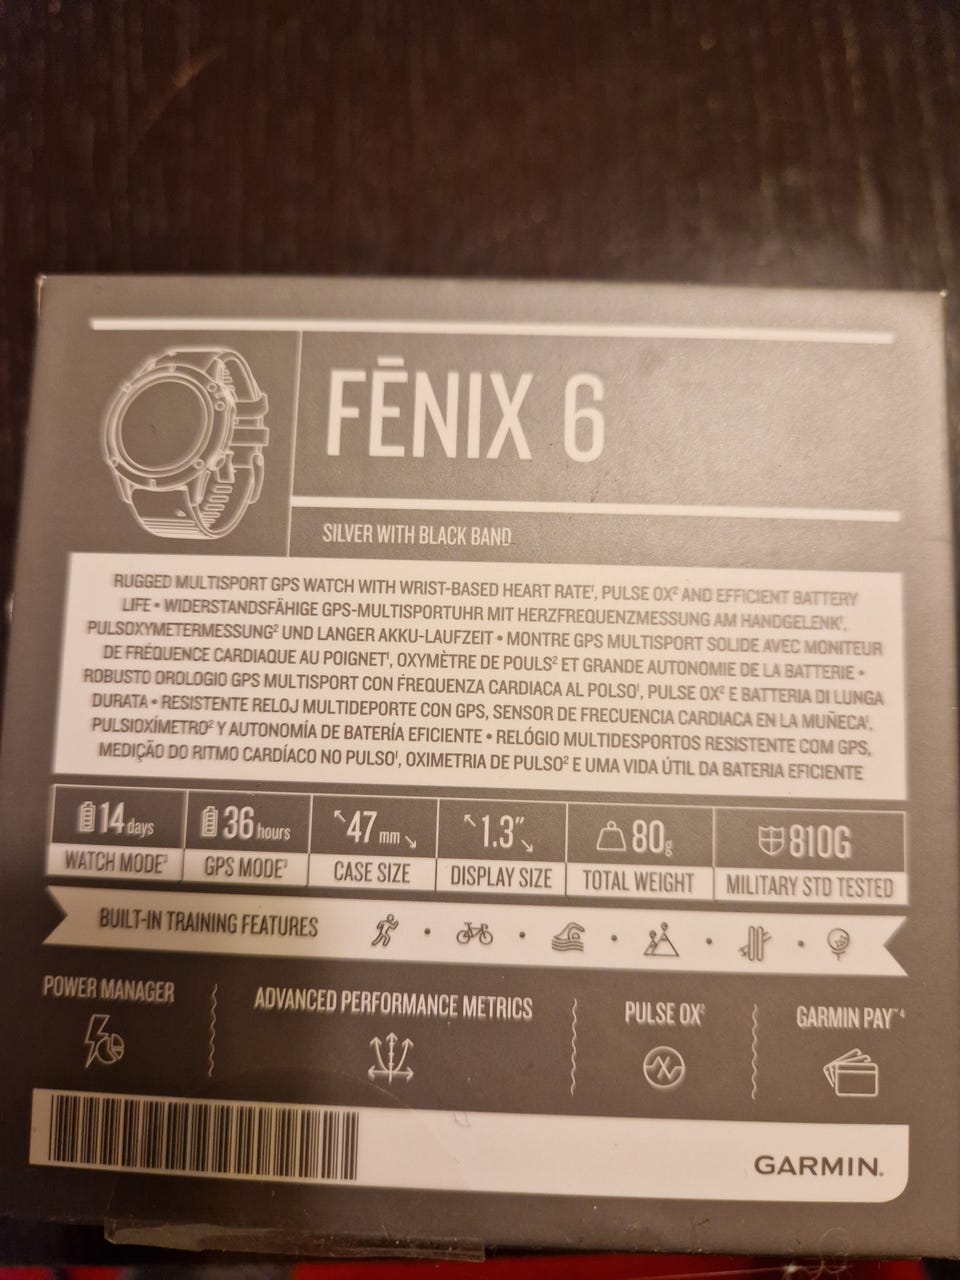 FĒNIX 6
SILVER WITH BLACK BAND
RUGGED MULTISPORT GPS WATCH WITH WRIST-BASED HEART RATE¹, PULSE OX² AND EFFICIENT BATTERY
LIFE • WIDERSTANDSFÄHIGE GPS-MULTISPORTUHR MIT HERZFREQUENZMESSUNG AM HANDGELENK¹,
PULSOXYMETERMESSUNG² UND LANGER AKKU-LAUFZEIT • MONTRE GPS MULTISPORT SOLIDE AVEC MONITEUR
DE FRÉQUENCE CARDIAQUE AU POIGNET¹, OXYMÈTRE DE POULS² ET GRANDE AUTONOMIE DE LA BATTERIE •
ROBUSTO OROLOGIO GPS MULTISPORT CON FREQUENZA CARDIACA AL POLSO¹, PULSE OX² E BATTERIA DI LUNGA
DURATA • RESISTENTE RELOJ MULTIDEPORTE CON GPS, SENSOR DE FRECUENCIA CARDIACA EN LA MUÑECA¹,
PULSIOXÍMETRO² Y AUTONOMÍA DE BATERÍA EFICIENTE • RELÓGIO MULTIDESPORTOS RESISTENTE COM GPS,
MEDIÇÃO DO RITMO CARDÍACO NO PULSO¹, OXIMETRIA DE PULSO² E UMA VIDA ÚTIL DA BATERIA EFICIENTE
14 days 36 hours 47 mm 1.3" 80g 810G
WATCH MODE³ GPS MODE³ CASE SIZE DISPLAY SIZE TOTAL WEIGHT MILITARY STD TESTED
BUILT-IN TRAINING FEATURES
POWER MANAGER ADVANCED PERFORMANCE METRICS PULSE OX² GARMIN PAY™4
GARMIN®